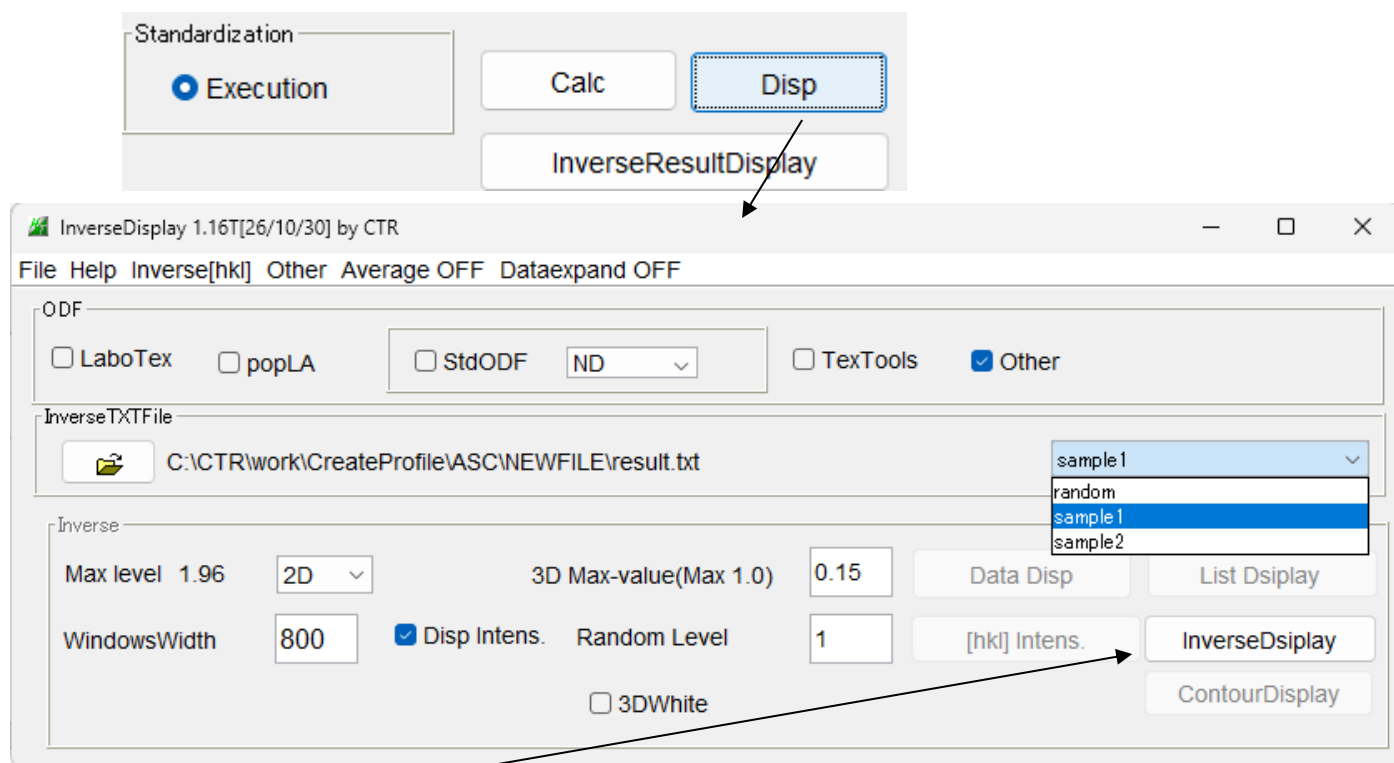 Standardization
Execution
Calc
Disp
InverseResultDisplay
InverseDisplay 1.16T[26/10/30] by CTR
File Help Inverse[hkl] Other Average OFF Dataexpand OFF
ODF
LaboTex popLA StdODF ND TexTools Other
InverseTXTFile
C:\CTR\work\CreateProfile\ASC\NEWFILE\result.txt sample1
random
sample1
sample2
Inverse
Max level 1.96 2D 3D Max-value(Max 1.0) 0.15 Data Disp List Dsiplay
WindowsWidth 800 Disp Intens. Random Level 1 [hkl] Intens. InverseDsiplay
3DWhite ContourDisplay